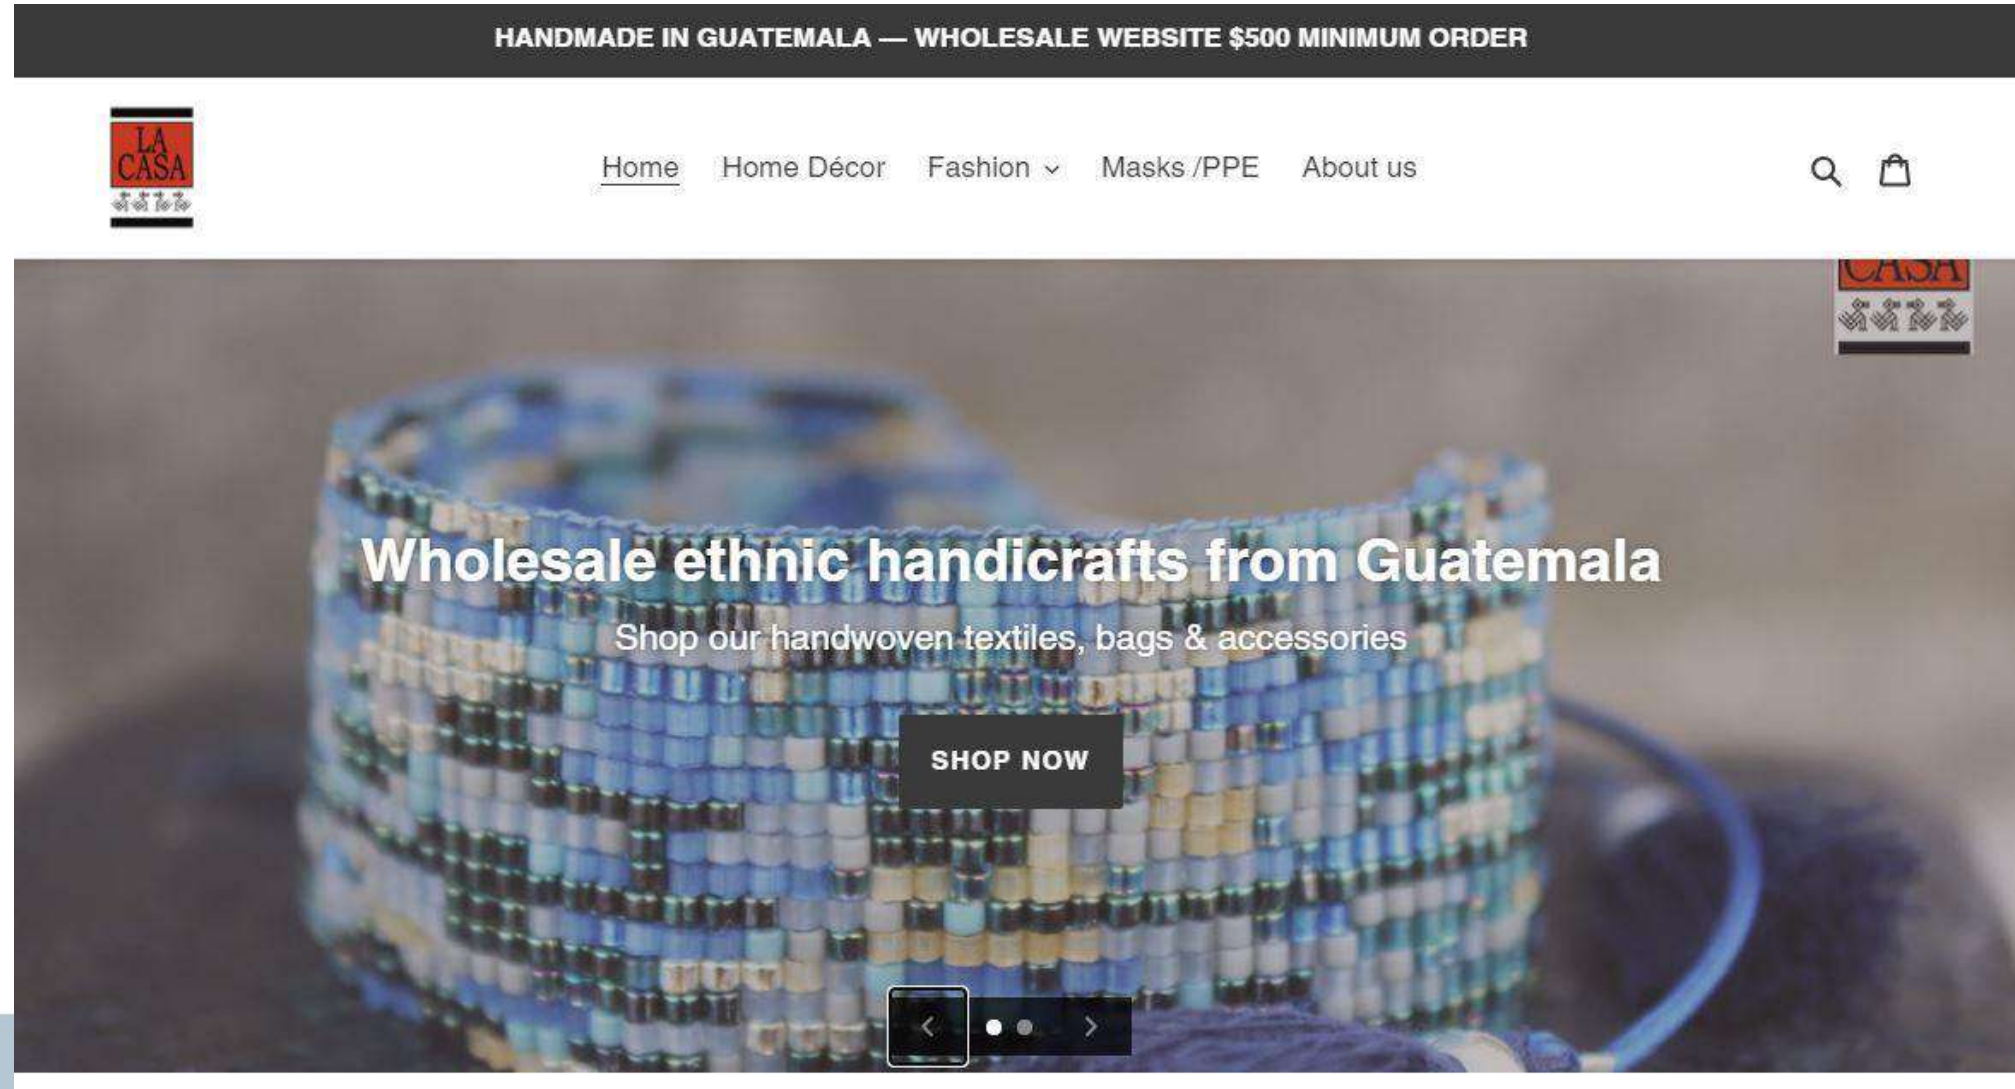 HANDMADE IN GUATEMALA — WHOLESALE WEBSITE $500 MINIMUM ORDER
LA
CASA
Home Home Décor Fashion Masks /PPE About us
CASA
Wholesale ethnic handicrafts from Guatemala
Shop our handwoven textiles, bags & accessories
SHOP NOW